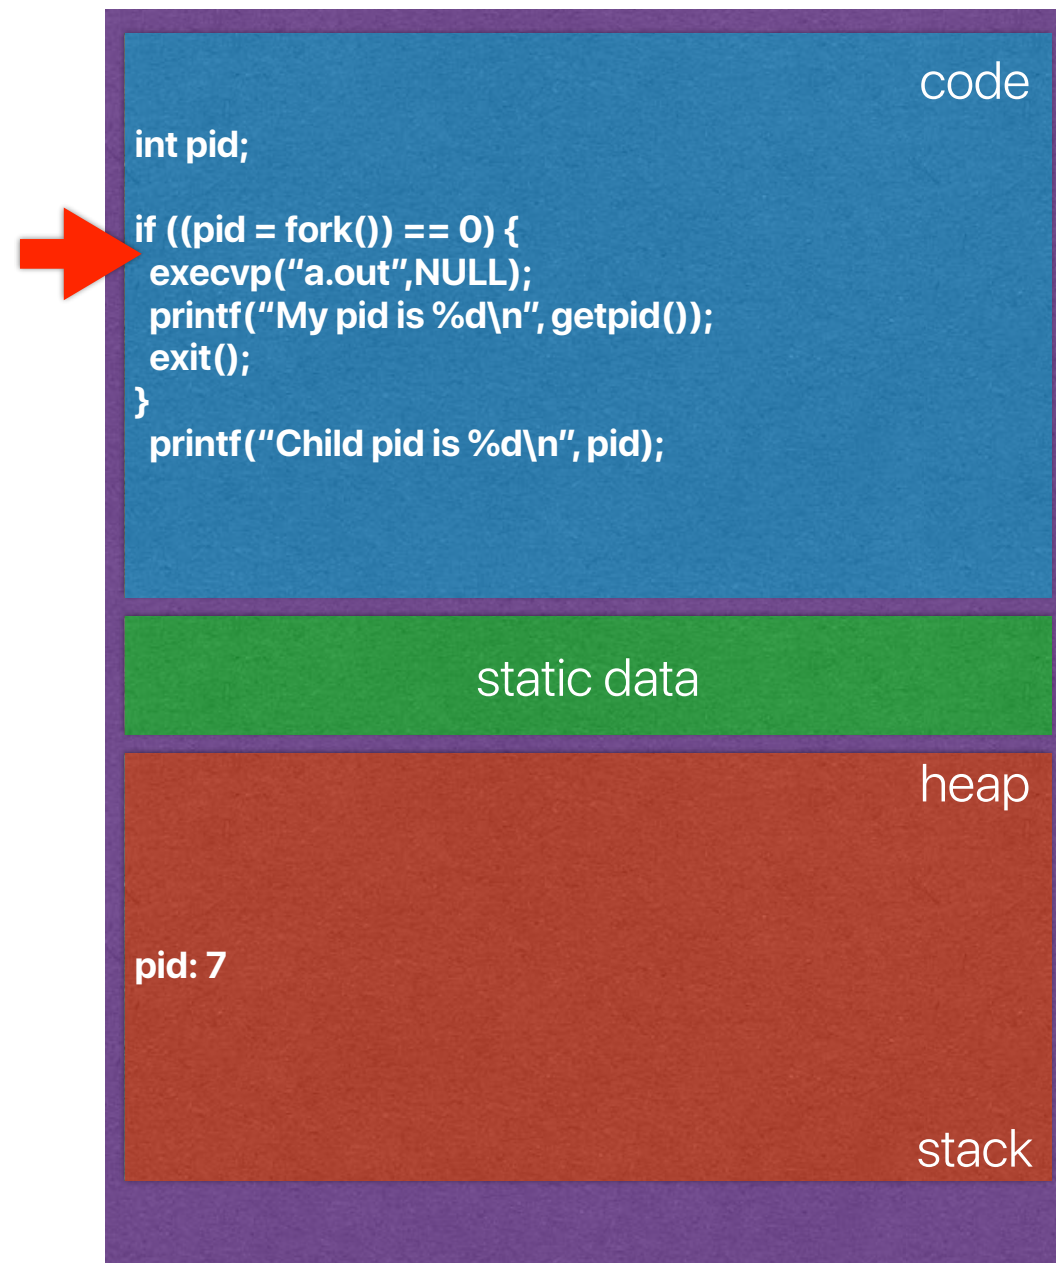 code
int pid;
if ((pid = fork()) == 0) {
execvp(“a.out”,NULL);
printf(“My pid is %d\n”, getpid());
exit();
}
printf(“Child pid is %d\n”, pid);
static data
heap
pid: 7
stack